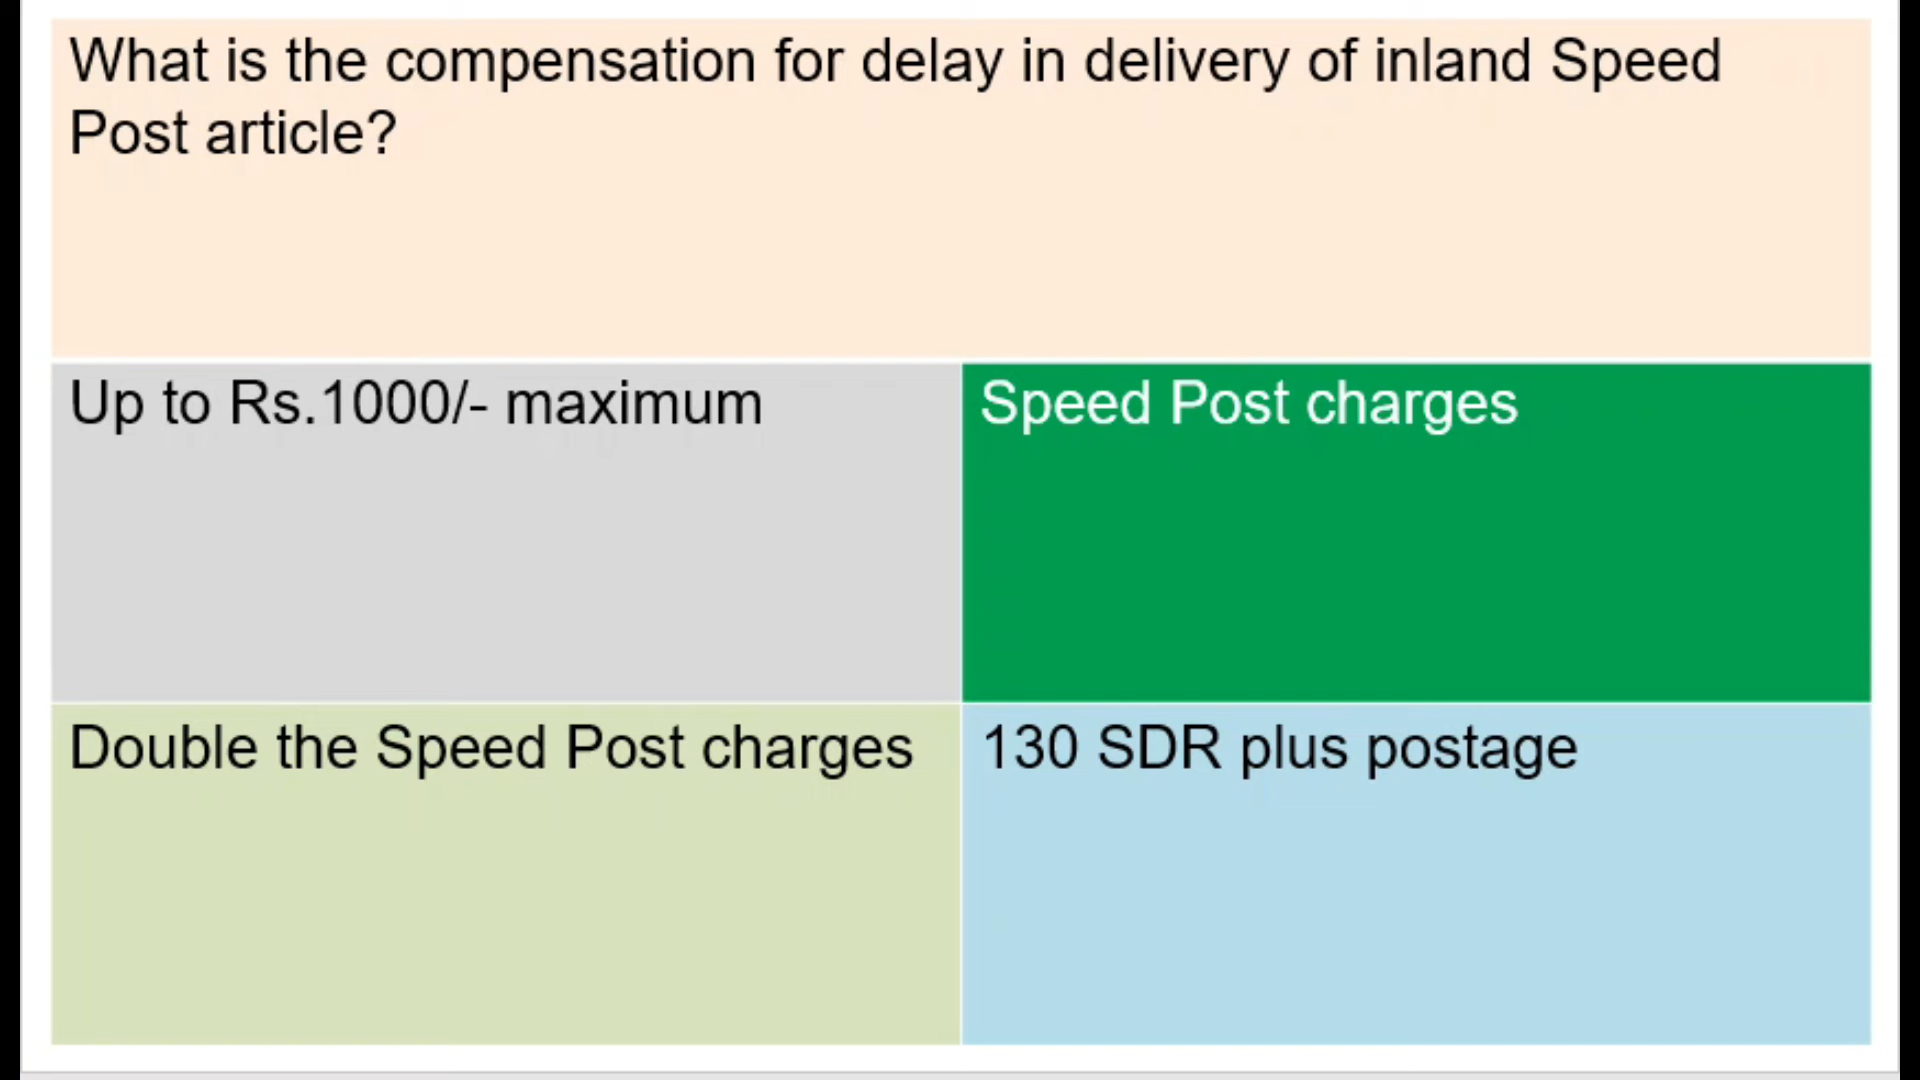 What is the compensation for delay in delivery of inland Speed
Post article?
Up to Rs.1000/- maximum
Speed Post charges
Double the Speed Post charges
130 SDR plus postage